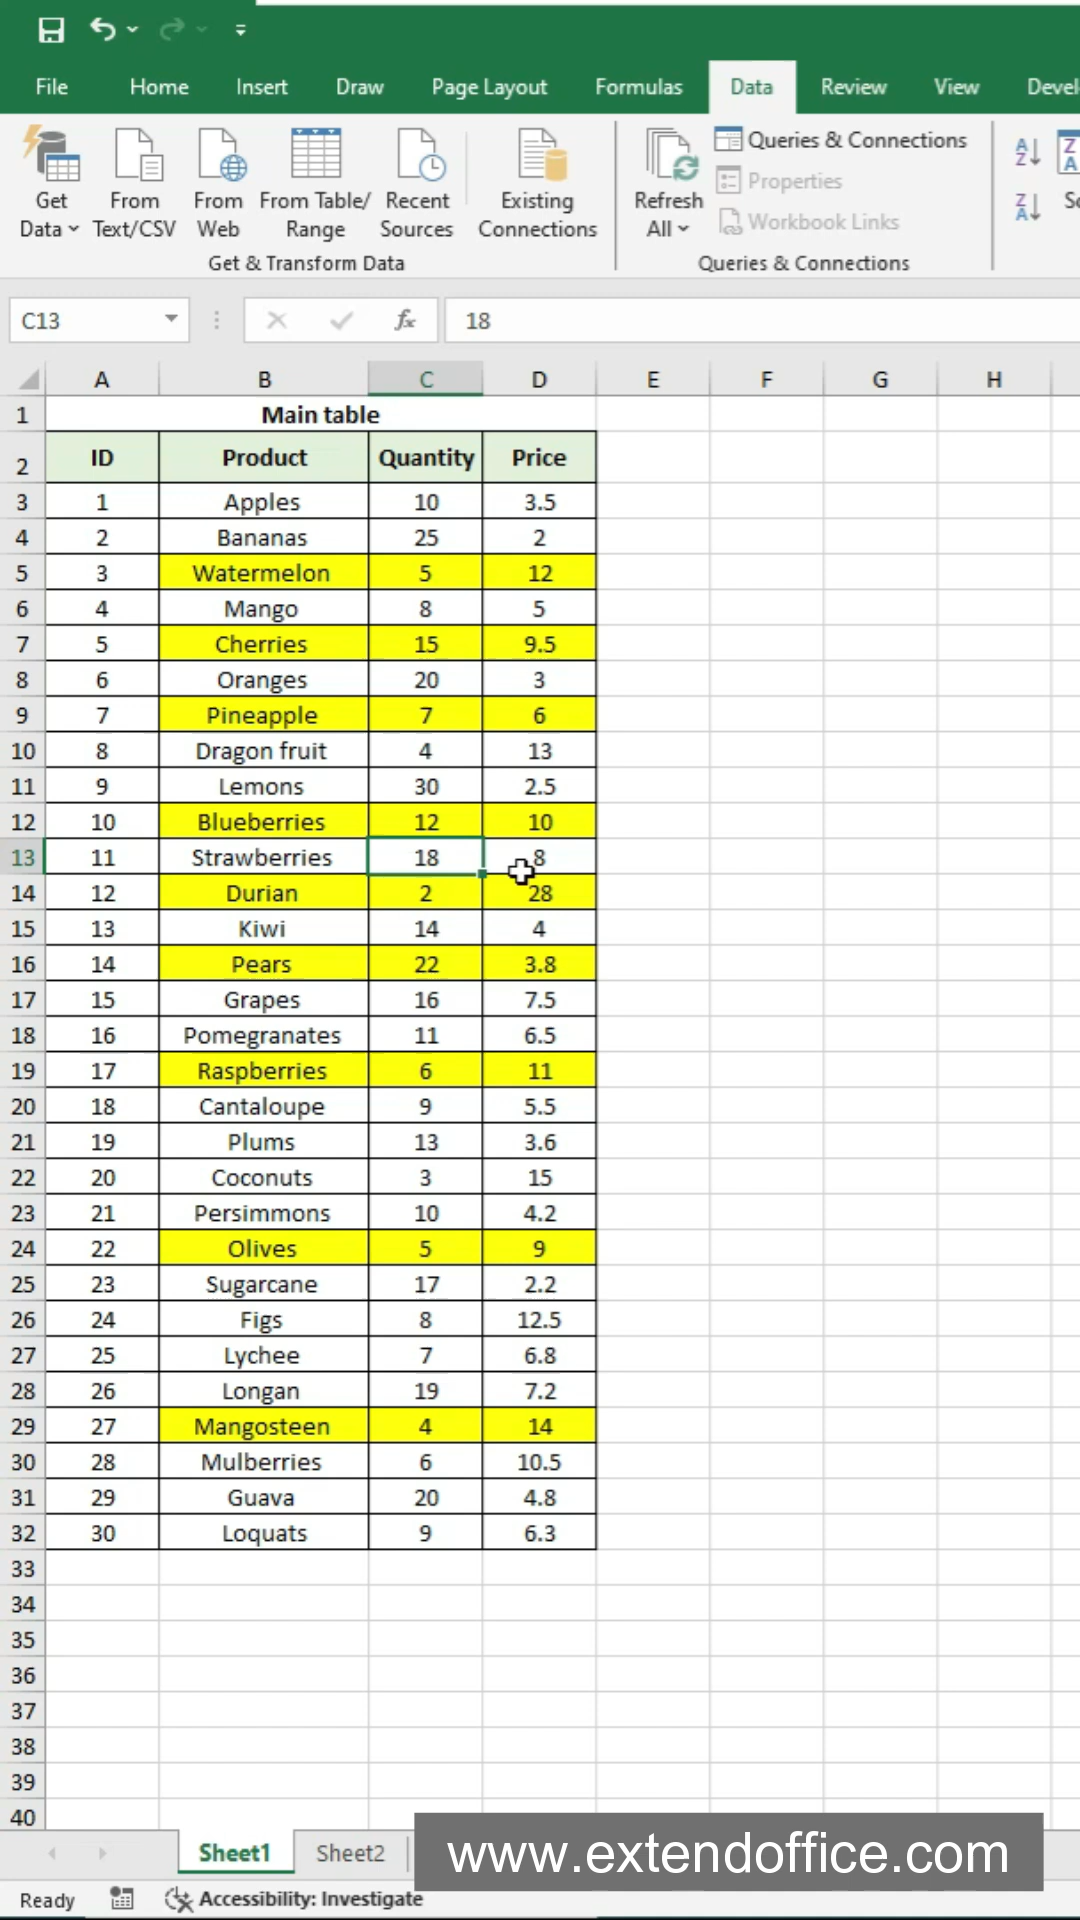 File Home Insert Draw Page Layout Formulas Data Review View
Get Data
From Text/CSV
From Web
From Table/ Range
Recent Sources
Existing Connections
Refresh All
Queries & Connections
Properties
Workbook Links
Get & Transform Data
Queries & Connections
C13 fx 18
A B C D E F G H
1 Main table
2 ID Product Quantity Price
3 1 Apples 10 3.5
4 2 Bananas 25 2
5 3 Watermelon 5 12
6 4 Mango 8 5
7 5 Cherries 15 9.5
8 6 Oranges 20 3
9 7 Pineapple 7 6
10 8 Dragon fruit 4 13
11 9 Lemons 30 2.5
12 10 Blueberries 12 10
13 11 Strawberries 18 8
14 12 Durian 2 28
15 13 Kiwi 14 4
16 14 Pears 22 3.8
17 15 Grapes 16 7.5
18 16 Pomegranates 11 6.5
19 17 Raspberries 6 11
20 18 Cantaloupe 9 5.5
21 19 Plums 13 3.6
22 20 Coconuts 3 15
23 21 Persimmons 10 4.2
24 22 Olives 5 9
25 23 Sugarcane 17 2.2
26 24 Figs 8 12.5
27 25 Lychee 7 6.8
28 26 Longan 19 7.2
29 27 Mangosteen 4 14
30 28 Mulberries 6 10.5
31 29 Guava 20 4.8
32 30 Loquats 9 6.3
33
34
35
36
37
38
39
40
Sheet1 Sheet2
www.extendoffice.com
Ready Accessibility: Investigate